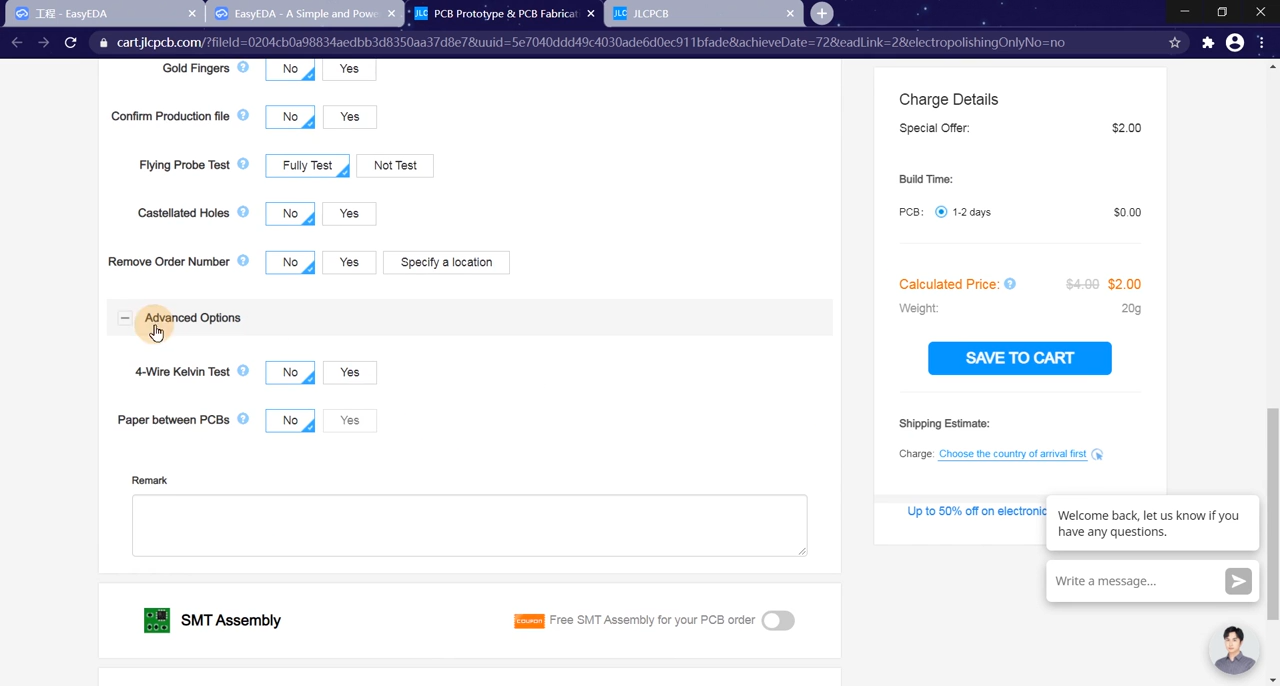 工程 - EasyEDA
EasyEDA - A Simple and Powe
JLC PCB Prototype & PCB Fabricat
JLC JLCPCB
cart.jlcpcb.com/?fileId=0204cb0a98834aedbb3d8350aa37d8e7&uuid=5e7040ddd49c4030ade6d0ec911bfade&achieveDate=72&eadLink=2&electropolishingOnlyNo=no
Gold Fingers ? No Yes
Confirm Production file ? No Yes
Flying Probe Test ? Fully Test Not Test
Castellated Holes ? No Yes
Remove Order Number ? No Yes Specify a location
Advanced Options
4-Wire Kelvin Test ? No Yes
Paper between PCBs ? No Yes
Remark
SMT Assembly
COUPON Free SMT Assembly for your PCB order
Charge Details
Special Offer: $2.00
Build Time:
PCB: 1-2 days $0.00
Calculated Price: ? $4.00 $2.00
Weight: 20g
SAVE TO CART
Shipping Estimate:
Charge: Choose the country of arrival first
Up to 50% off on electronic
Welcome back, let us know if you
have any questions.
Write a message...